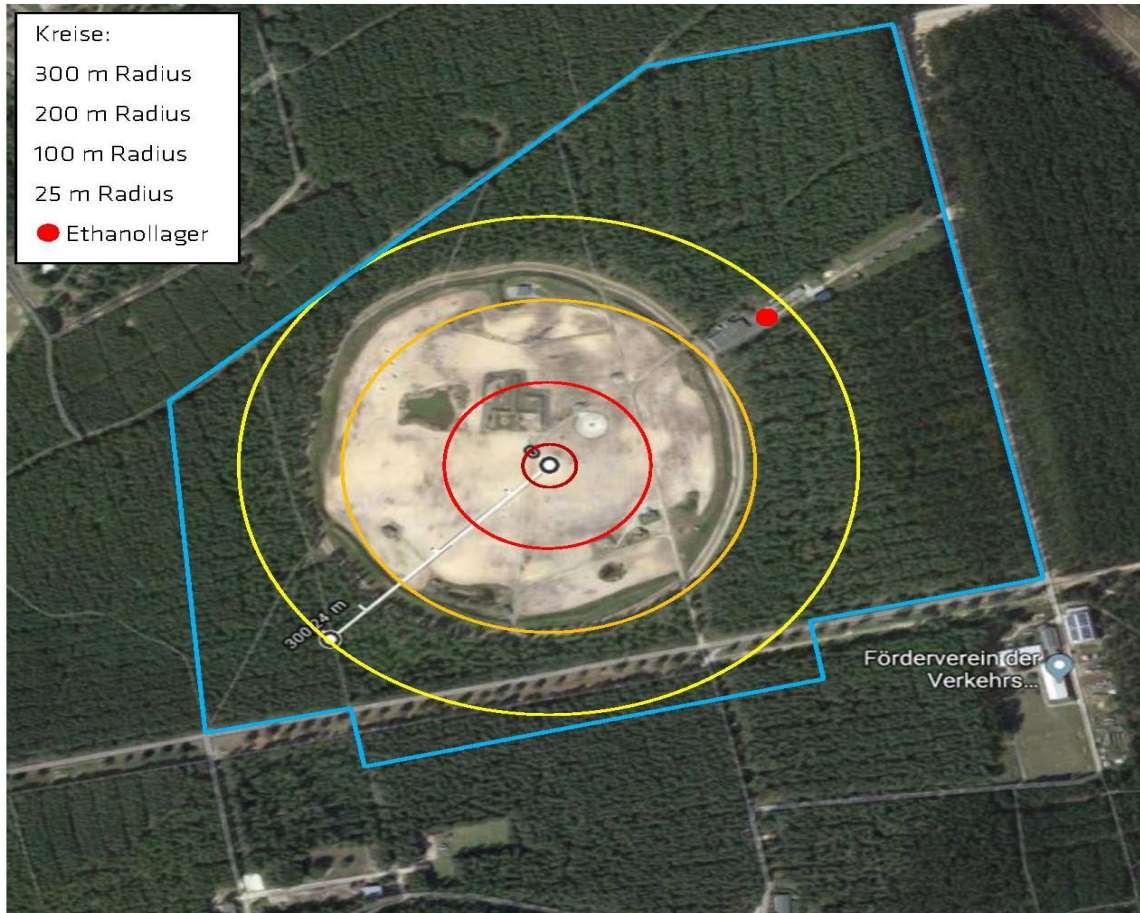 Kreise:
300 m Radius
200 m Radius
100 m Radius
25 m Radius
Ethanollager
300,24 m
Förderverein der
Verkehrs...